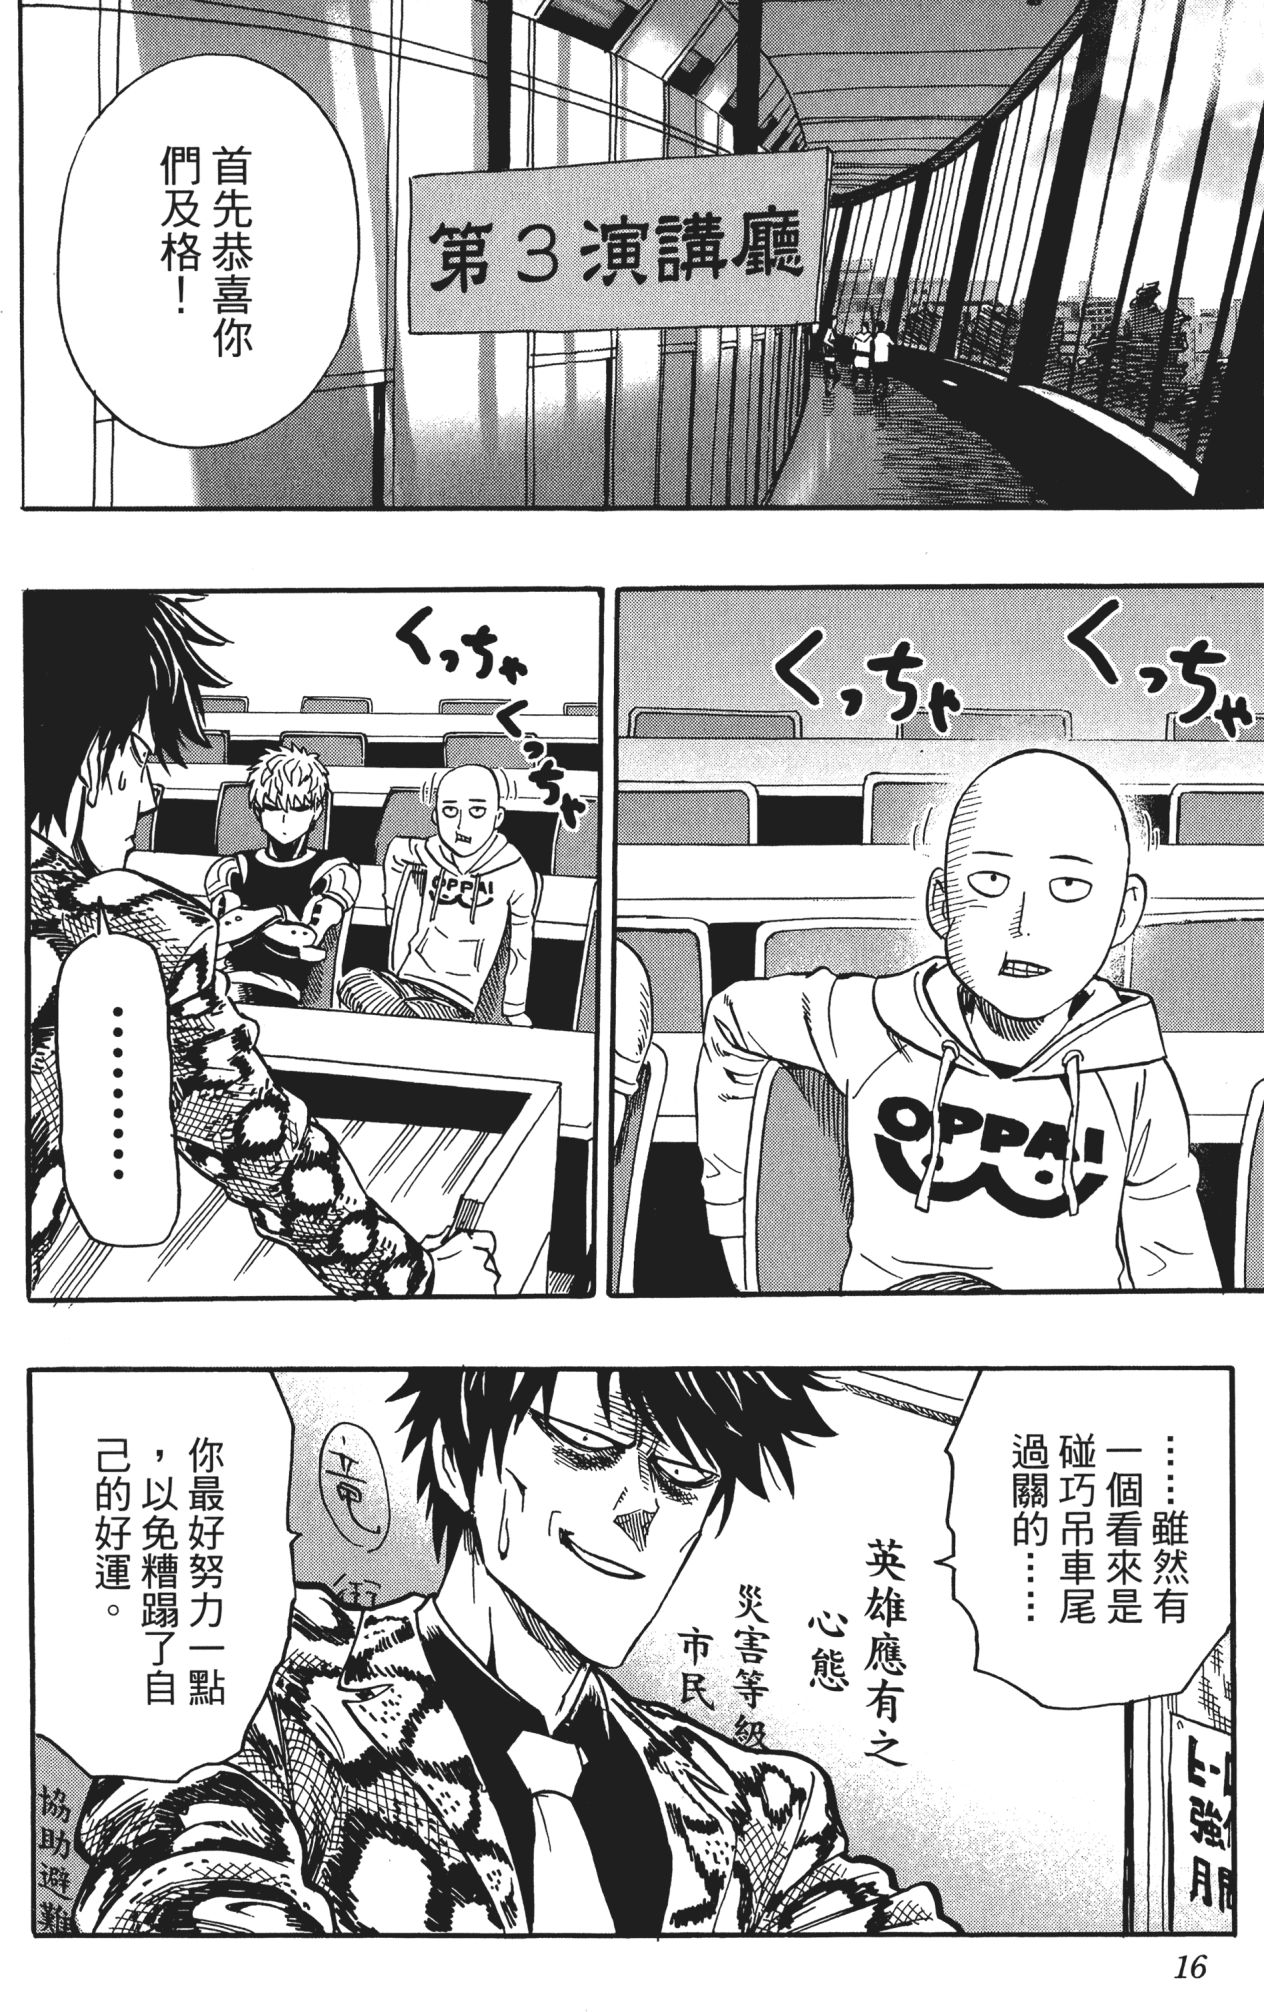 第3演講廳
首先恭喜你
們及格！
くっちゃ
くっちゃ
OPPAI
くっちゃ
くっちゃ
OPPAI
………
……雖然有
一個看來是
碰巧吊車尾
過關的……
英雄應有之
心態
災害等級
市民
竜
街
你最好努力一點
，以免糟蹋了自
己的好運。
協助避難
強
16